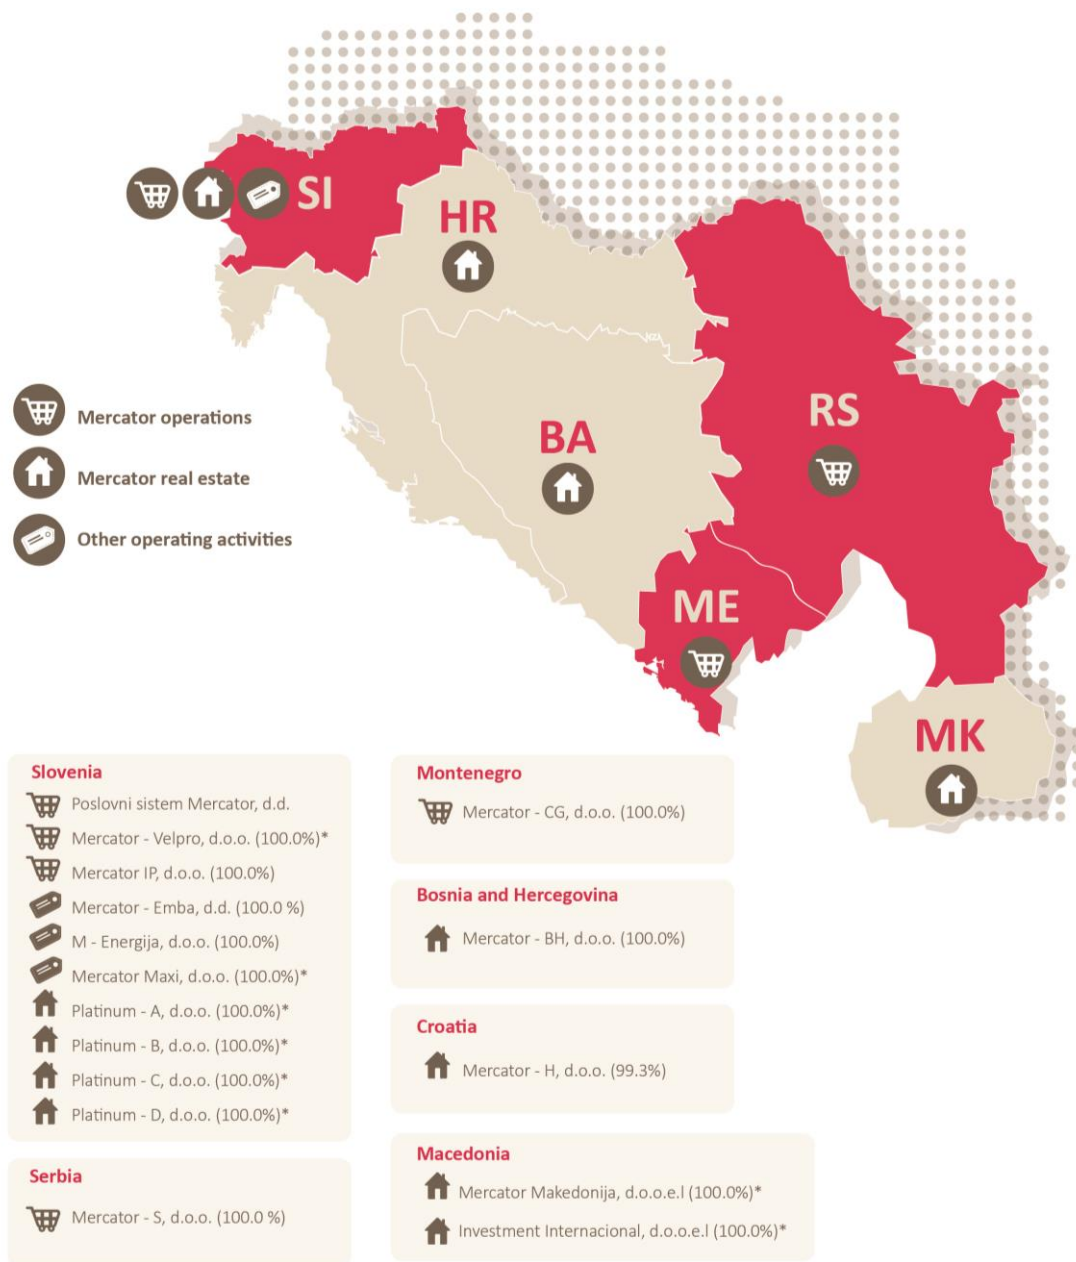 SI
HR
BA
RS
ME
MK
Mercator operations
Mercator real estate
Other operating activities
Slovenia
Poslovni sistem Mercator, d.d.
Mercator - Velpro, d.o.o. (100.0%)*
Mercator IP, d.o.o. (100.0%)
Mercator - Emba, d.d. (100.0 %)
M - Energija, d.o.o. (100.0%)
Mercator Maxi, d.o.o. (100.0%)*
Platinum - A, d.o.o. (100.0%)*
Platinum - B, d.o.o. (100.0%)*
Platinum - C, d.o.o. (100.0%)*
Platinum - D, d.o.o. (100.0%)*
Serbia
Mercator - S, d.o.o. (100.0 %)
Montenegro
Mercator - CG, d.o.o. (100.0%)
Bosnia and Hercegovina
Mercator - BH, d.o.o. (100.0%)
Croatia
Mercator - H, d.o.o. (99.3%)
Macedonia
Mercator Makedonija, d.o.o.e.l (100.0%)*
Investment Internacional, d.o.o.e.l (100.0%)*